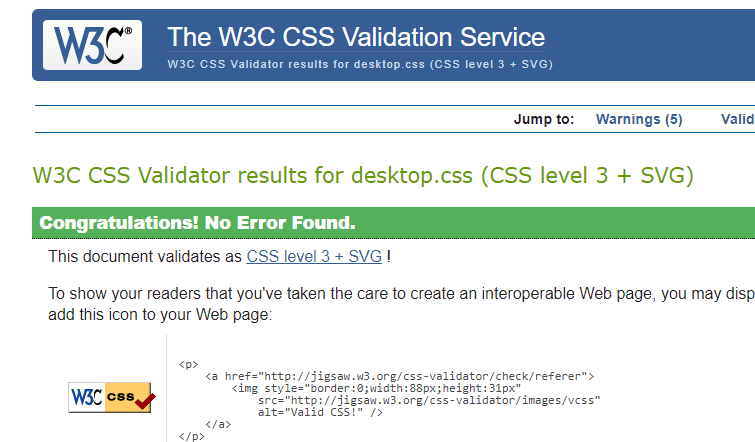 W3C®
The W3C CSS Validation Service
W3C CSS Validator results for desktop.css (CSS level 3 + SVG)
Jump to: Warnings (5)
W3C CSS Validator results for desktop.css (CSS level 3 + SVG)
Congratulations! No Error Found.
This document validates as CSS level 3 + SVG !
To show your readers that you've taken the care to create an interoperable Web page, you may
add this icon to your Web page:
W3C css
<p>
<a href="http://jigsaw.w3.org/css-validator/check/referer">
<img style="border:0;width:88px;height:31px"
src="http://jigsaw.w3.org/css-validator/images/vcss"
alt="Valid CSS!" />
</a>
</p>